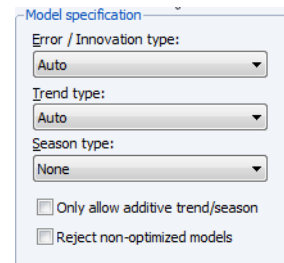 Model specification
Error / Innovation type:
Auto
Trend type:
Auto
Season type:
None
Only allow additive trend/season
Reject non-optimized models